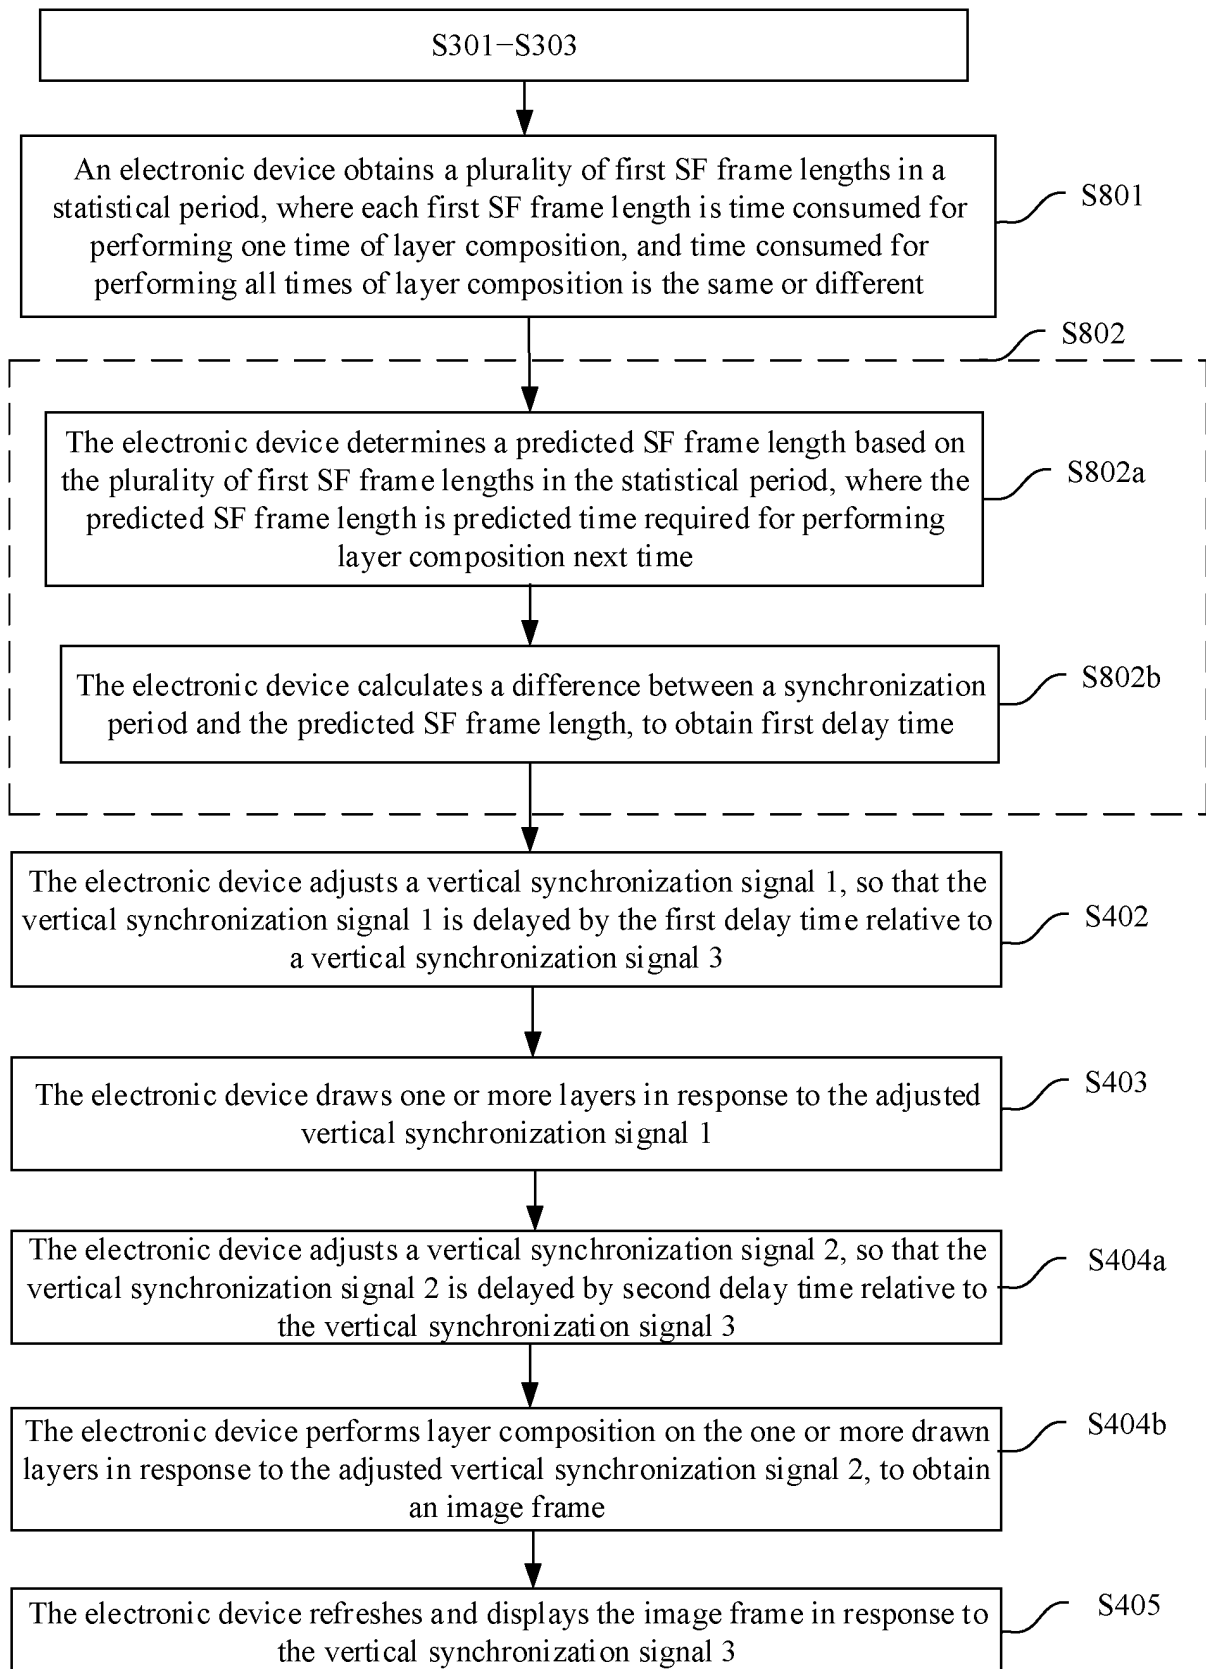 S301−S303
An electronic device obtains a plurality of first SF frame lengths in a
statistical period, where each first SF frame length is time consumed for
performing one time of layer composition, and time consumed for
performing all times of layer composition is the same or different
S801
S802
The electronic device determines a predicted SF frame length based on
the plurality of first SF frame lengths in the statistical period, where the
predicted SF frame length is predicted time required for performing
layer composition next time
S802a
The electronic device calculates a difference between a synchronization
period and the predicted SF frame length, to obtain first delay time
S802b
The electronic device adjusts a vertical synchronization signal 1, so that the
vertical synchronization signal 1 is delayed by the first delay time relative to
a vertical synchronization signal 3
S402
The electronic device draws one or more layers in response to the adjusted
vertical synchronization signal 1
S403
The electronic device adjusts a vertical synchronization signal 2, so that the
vertical synchronization signal 2 is delayed by second delay time relative to
the vertical synchronization signal 3
S404a
The electronic device performs layer composition on the one or more drawn
layers in response to the adjusted vertical synchronization signal 2, to obtain
an image frame
S404b
The electronic device refreshes and displays the image frame in response to
the vertical synchronization signal 3
S405